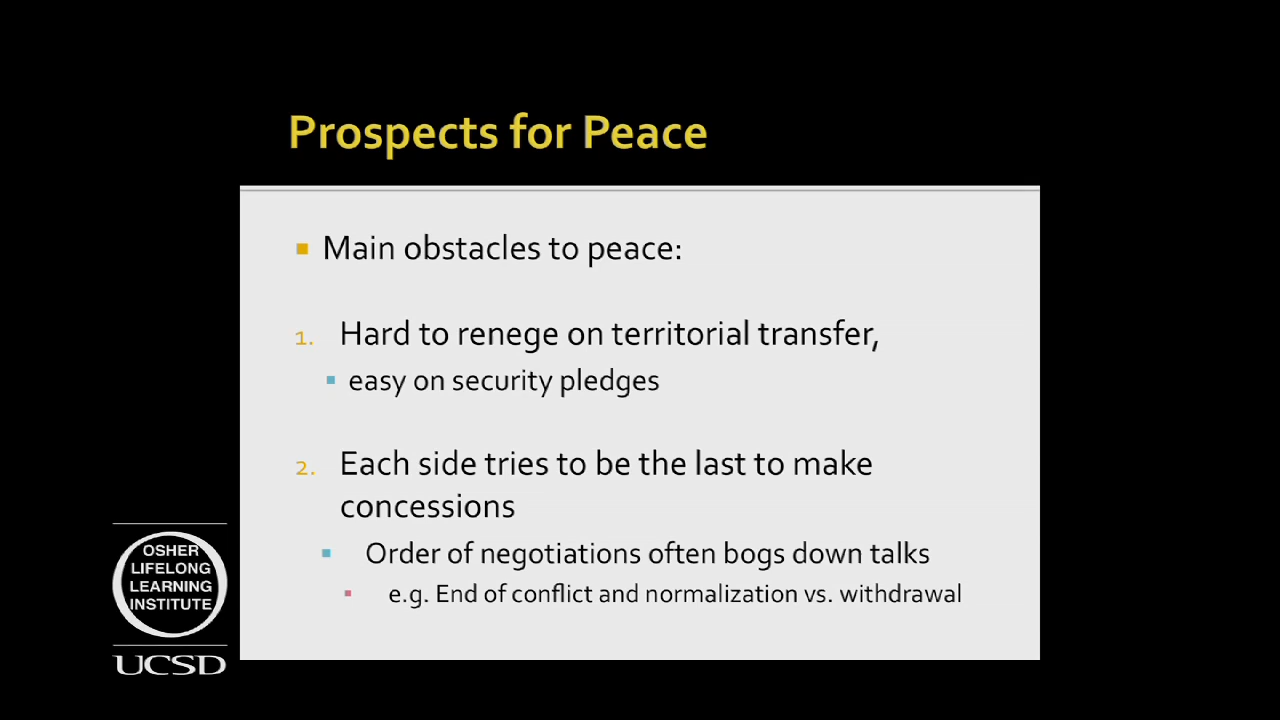 Prospects for Peace
Main obstacles to peace:
1. Hard to renege on territorial transfer,
easy on security pledges
2. Each side tries to be the last to make
concessions
Order of negotiations often bogs down talks
e.g. End of conflict and normalization vs. withdrawal
OSHER
LIFELONG
LEARNING
INSTITUTE
UCSD